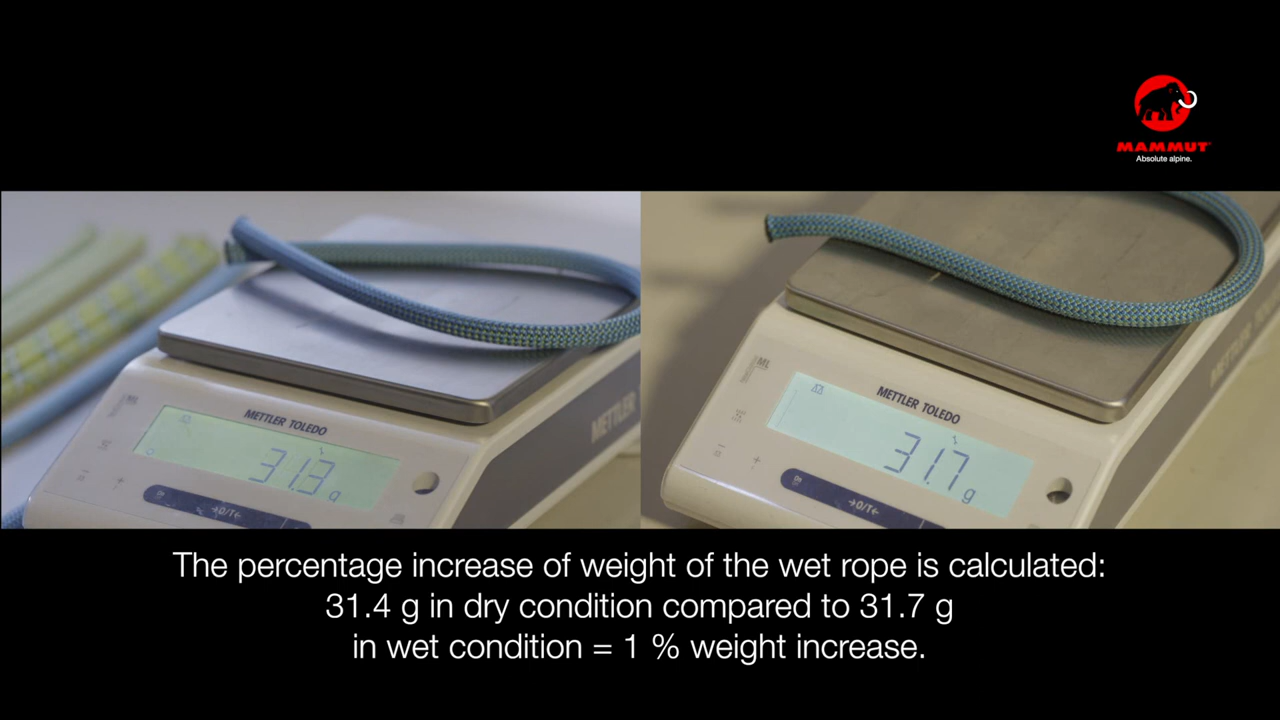 MAMMUT
Absolute alpine.
METTLER TOLEDO
31.3 g
→O/T←
METTLER
METTLER TOLEDO
31.7 g
→O/T←
The percentage increase of weight of the wet rope is calculated:
31.4 g in dry condition compared to 31.7 g
in wet condition = 1 % weight increase.